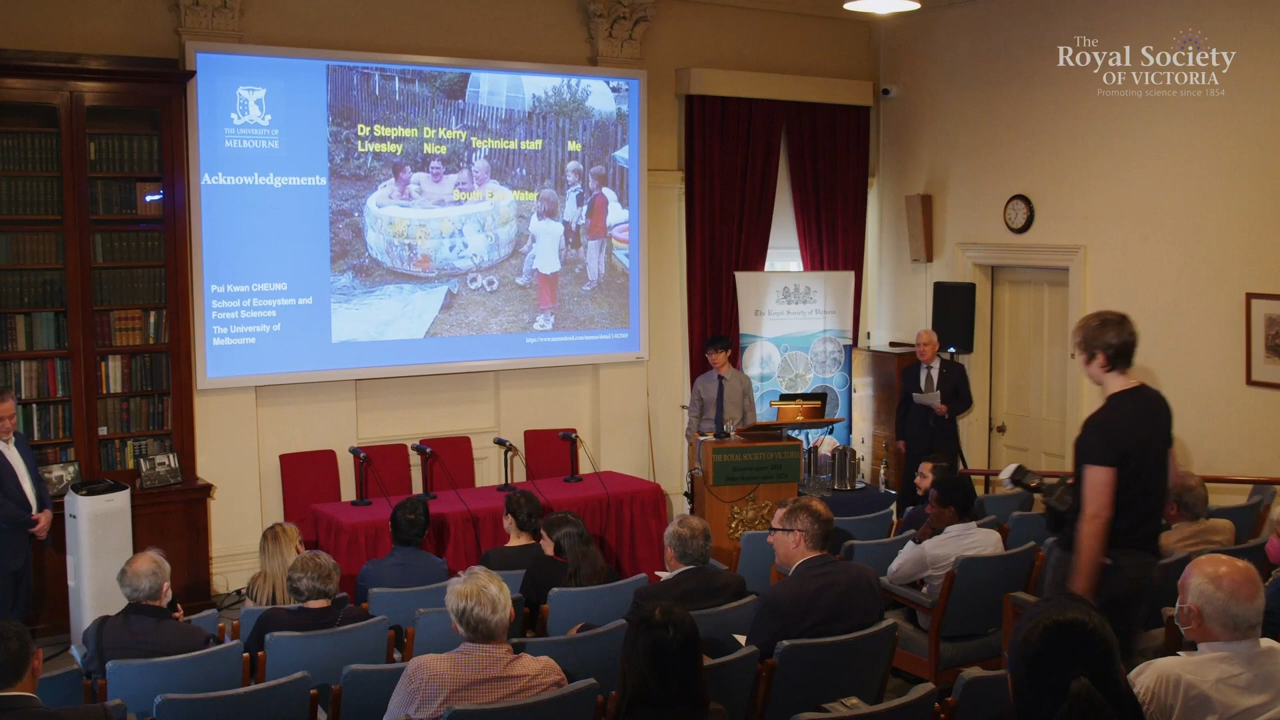 The
Royal Society
OF VICTORIA
Promoting science since 1854
THE UNIVERSITY OF
MELBOURNE
Acknowledgements
Pui Kwan CHEUNG
School of Ecosystem and
Forest Sciences
The University of
Melbourne
Dr Stephen
Livesley
Dr Kerry
Nice
Technical staff
Me
South East Water
The Royal Society of Victoria
THE ROYAL SOCIETY OF VICTORIA